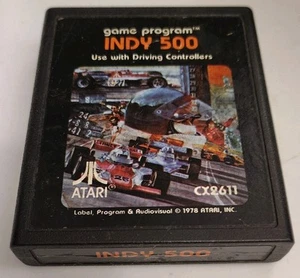 game program™
INDY 500
Use with Driving Controllers
ATARI®
CX2611
Label, Program & Audiovisual © 1978 ATARI, INC.
INDY 500